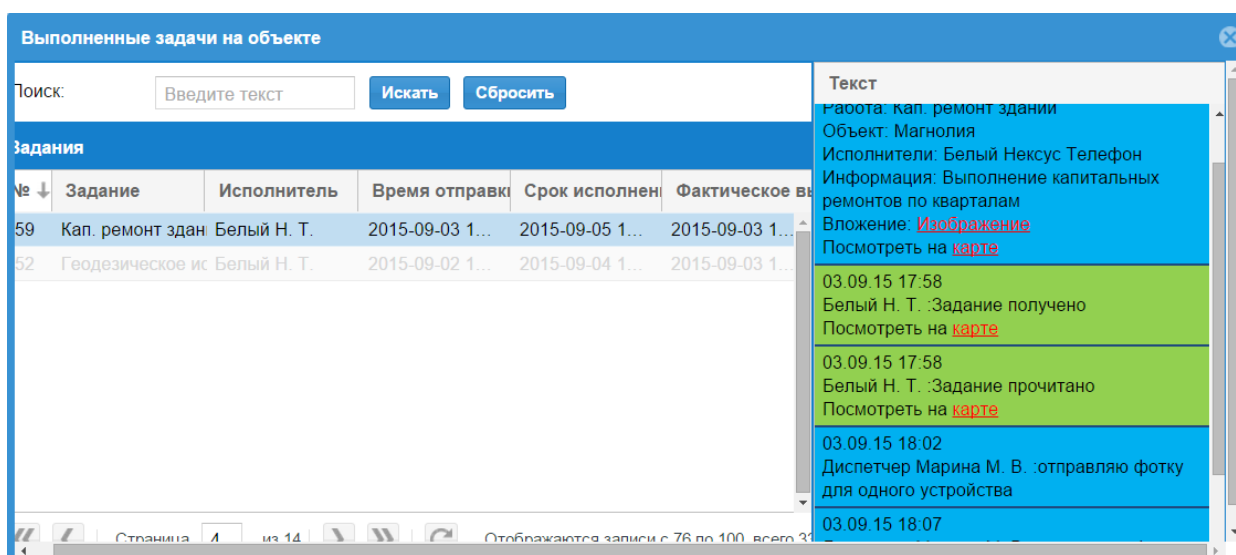 Выполненные задачи на объекте
Поиск:
Введите текст
Искать
Сбросить
Задания
№ Задание Исполнитель Время отправки Срок исполнени Фактическое вы
59 Кап. ремонт здан Белый Н. Т. 2015-09-03 1... 2015-09-05 1... 2015-09-03 1...
52 Геодезическое ис Белый Н. Т. 2015-09-02 1... 2015-09-04 1... 2015-09-03 1...
Страница 4 из 14
Отображаются записи с 76 по 100, всего 33
Текст
Работа: Кап. ремонт зданий
Объект: Магнолия
Исполнители: Белый Нексус Телефон
Информация: Выполнение капитальных
ремонтов по кварталам
Вложение: Изображение
Посмотреть на карте
03.09.15 17:58
Белый Н. Т. :Задание получено
Посмотреть на карте
03.09.15 17:58
Белый Н. Т. :Задание прочитано
Посмотреть на карте
03.09.15 18:02
Диспетчер Марина М. В. :отправляю фотку
для одного устройства
03.09.15 18:07